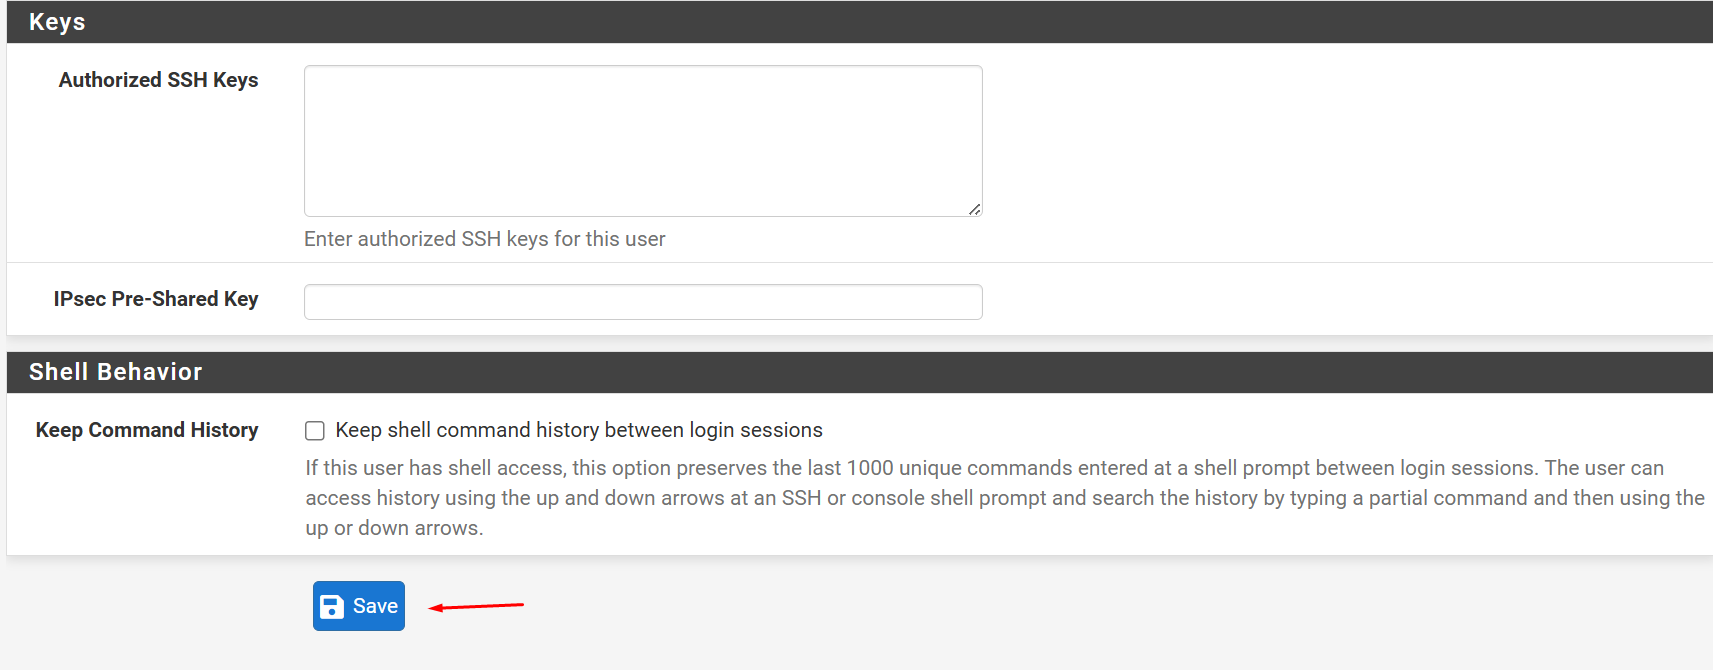 Keys
Authorized SSH Keys
Enter authorized SSH keys for this user
IPsec Pre-Shared Key
Shell Behavior
Keep Command History
Keep shell command history between login sessions
If this user has shell access, this option preserves the last 1000 unique commands entered at a shell prompt between login sessions. The user can
access history using the up and down arrows at an SSH or console shell prompt and search the history by typing a partial command and then using the
up or down arrows.
Save